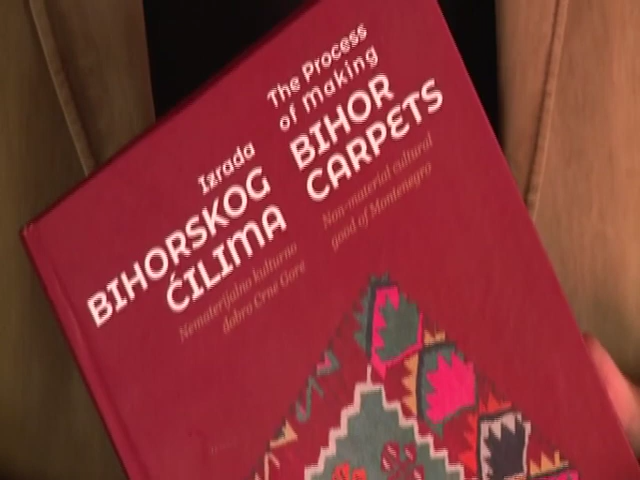 Izrada
BIHORSKOG
ĆILIMA
Nematerijalno kulturno
dobro Crne Gore
The Process
of Making
BIHOR
CARPETS
Non-material cultural
good of Montenegro